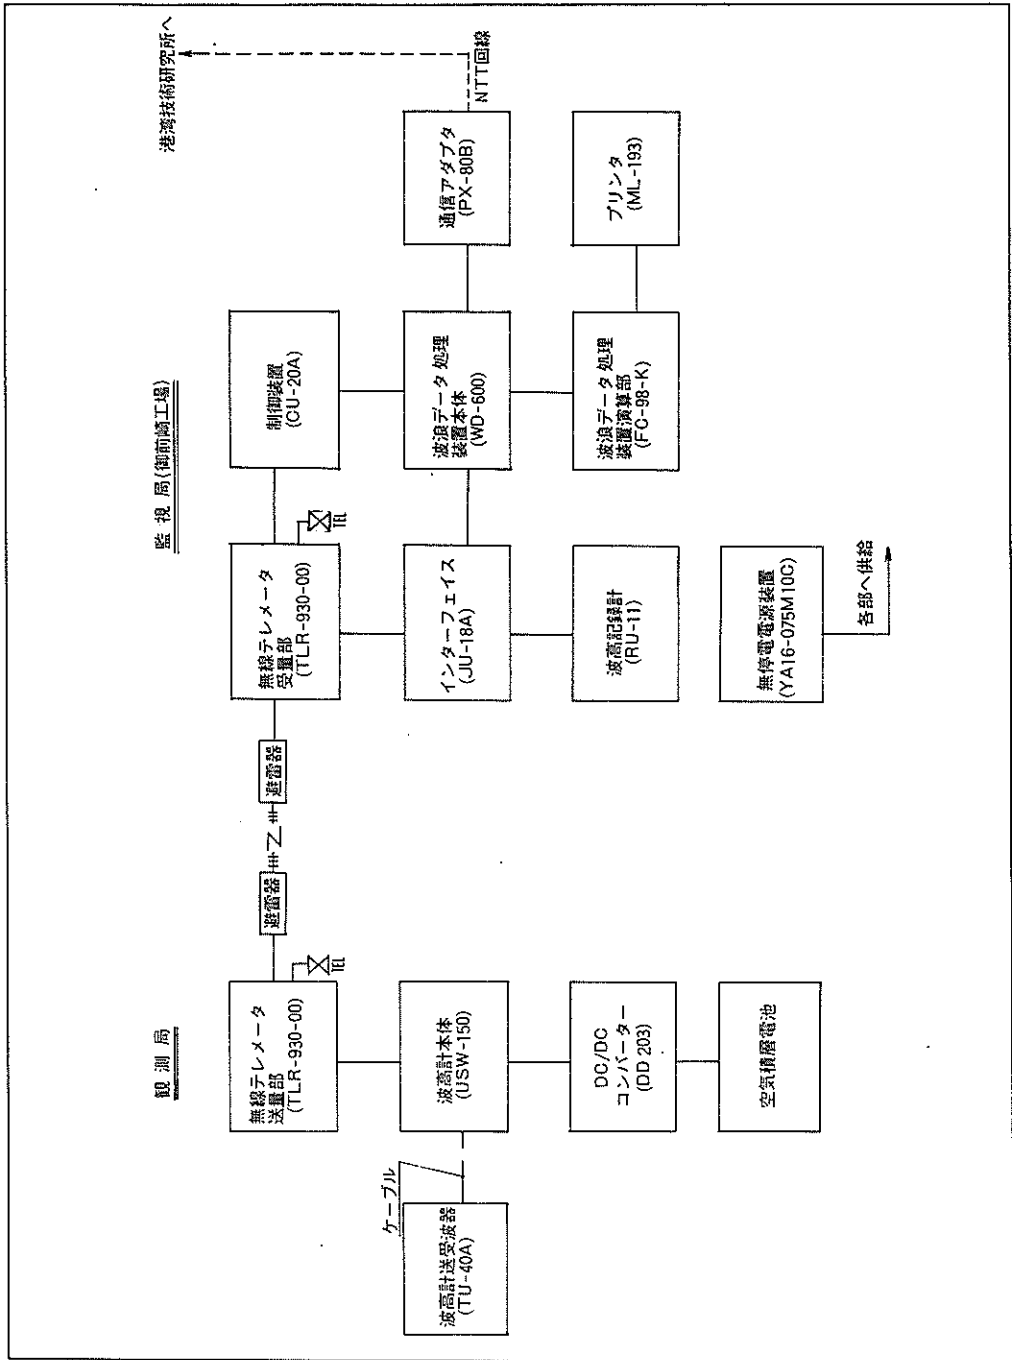 観測局
無線テレメータ
送量部
(TLR-930-00)
TEL
避雷器
避雷器
ケーブル
波高計送受波器
(TU-40A)
波高計本体
(USW-150)
DC/DC
コンバーター
(DD 203)
空気積層電池
監視局(御前崎工場)
無線テレメータ
受量部
(TLR-930-00)
TEL
制御装置
(CU-20A)
インターフェイス
(JU-18A)
波浪データ処理
装置本体
(WD-600)
通信アダプタ
(PX-80B)
NTT回線
港湾技術研究所へ
波高記録計
(RU-11)
波浪データ処理
装置演算部
(FC-98-K)
プリンタ
(ML-193)
無停電電源装置
(YA16-075M10C)
各部へ供給